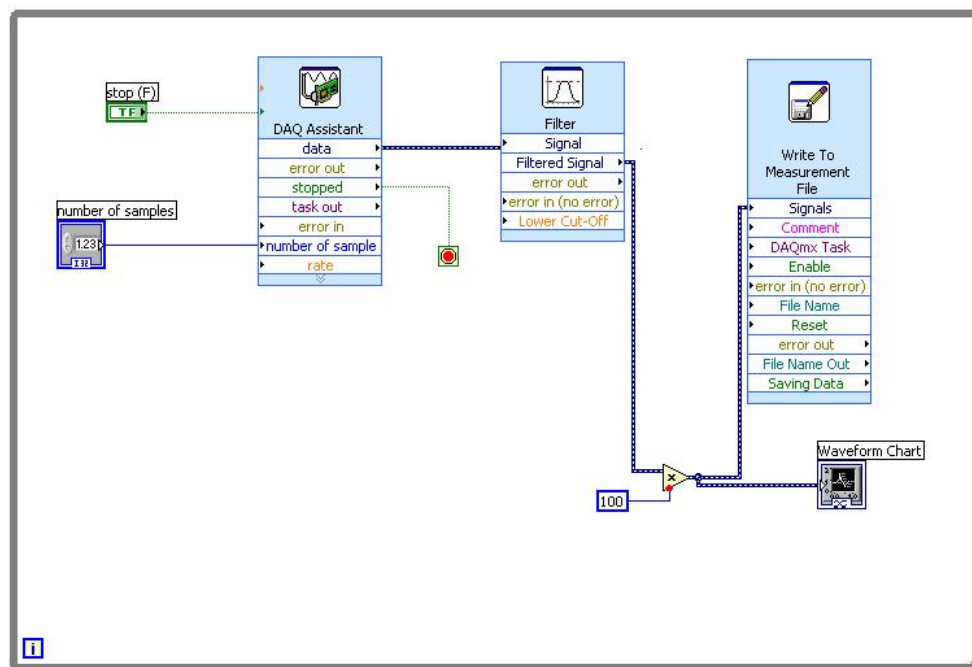 stop (F)
TF
DAQ Assistant
data
error out
stopped
task out
error in
number of sample
rate
number of samples
1.23
I32
Filter
Signal
Filtered Signal
error out
error in (no error)
Lower Cut-Off
Write To
Measurement
File
Signals
Comment
DAQmx Task
Enable
error in (no error)
File Name
Reset
error out
File Name Out
Saving Data
Waveform Chart
100
x
i